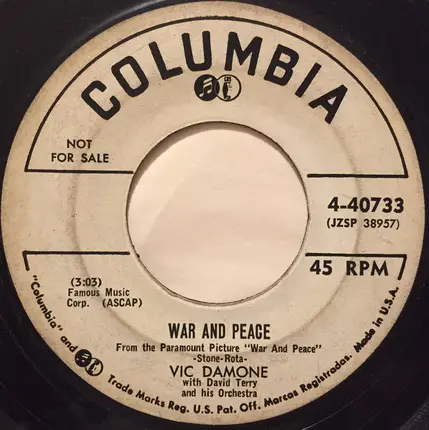 COLUMBIA
NOT
FOR SALE
4-40733
(JZSP 38957)
45 RPM
(3:03)
Famous Music
Corp. (ASCAP)
WAR AND PEACE
From the Paramount Picture "War And Peace"
-Stone-Rota-
VIC DAMONE
with David Terry
and his Orchestra
"Columbia" and Trade Marks Reg. U.S. Pat. Off. Marcas Registradas. Made in U.S.A.